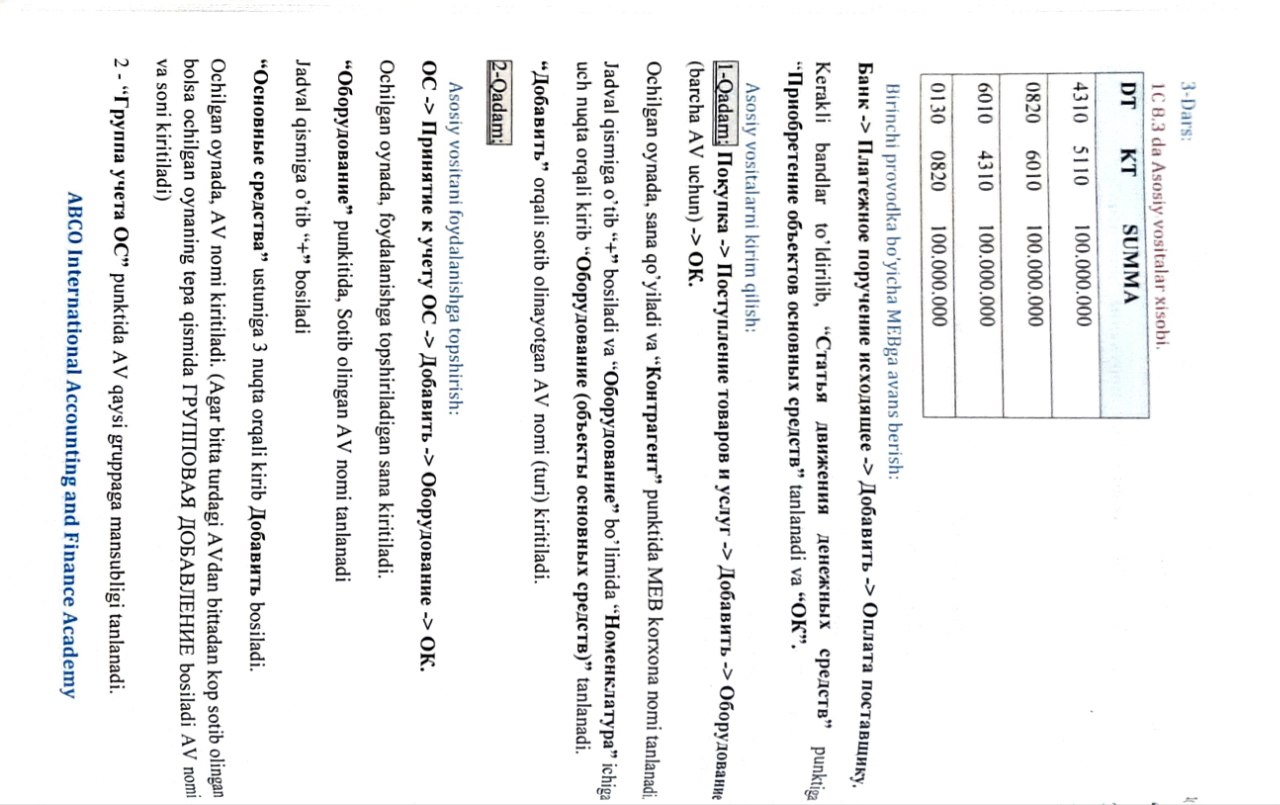 3-Dars:
1C 8.3 da Asosiy vositalar xisobi.
DT KT SUMMA
4310 5110 100.000.000
0820 6010 100.000.000
6010 4310 100.000.000
0130 0820 100.000.000
Birinchi provodka bo’yicha MEBga avans berish:
Банк -> Платежное поручение исходящее -> Добавить -> Оплата поставщику.
Kerakli bandlar to’ldirilib, “Статья движения денежных средств” punktiga
“Приобретение объектов основных средств” tanlanadi va “OK”.
Asosiy vositalarni kirim qilish:
1-Qadam: Покупка -> Поступление товаров и услуг -> Добавить -> Оборудование
(barcha AV uchun) -> OK.
Ochilgan oynada, sana qo’yiladi va “Контрагент” punktida MEB korxona nomi tanlanadi.
Jadval qismiga o’tib “+” bosiladi va “Оборудование” bo’limida “Номенклатура” ichiga
uch nuqta orqali kirib “Оборудование (объекты основных средств)” tanlanadi.
“Добавить” orqali sotib olinayotgan AV nomi (turi) kiritiladi.
2-Qadam:
Asosiy vositani foydalanishga topshirish:
ОС -> Принятие к учету ОС -> Добавить -> Оборудование -> OK.
Ochilgan oynada, foydalanishga topshiriladigan sana kiritiladi.
“Оборудование” punkitida, Sotib olingan AV nomi tanlanadi
Jadval qismiga o’tib “+” bosiladi
“Основные средства” ustuniga 3 nuqta orqali kirib Добавить bosiladi.
Ochilgan oynada, AV nomi kiritiladi. (Agar bitta turdagi AVdan bittadan kop sotib olingan
bolsa ochilgan oynaning tepa qismida ГРУППОВАЯ ДОБАВЛЕНИЕ bosiladi AV nomi
va soni kiritiladi)
2 - “Группа учета ОС” punktida AV qaysi gruppaga mansubligi tanlanadi.
ABCO International Accounting and Finance Academy